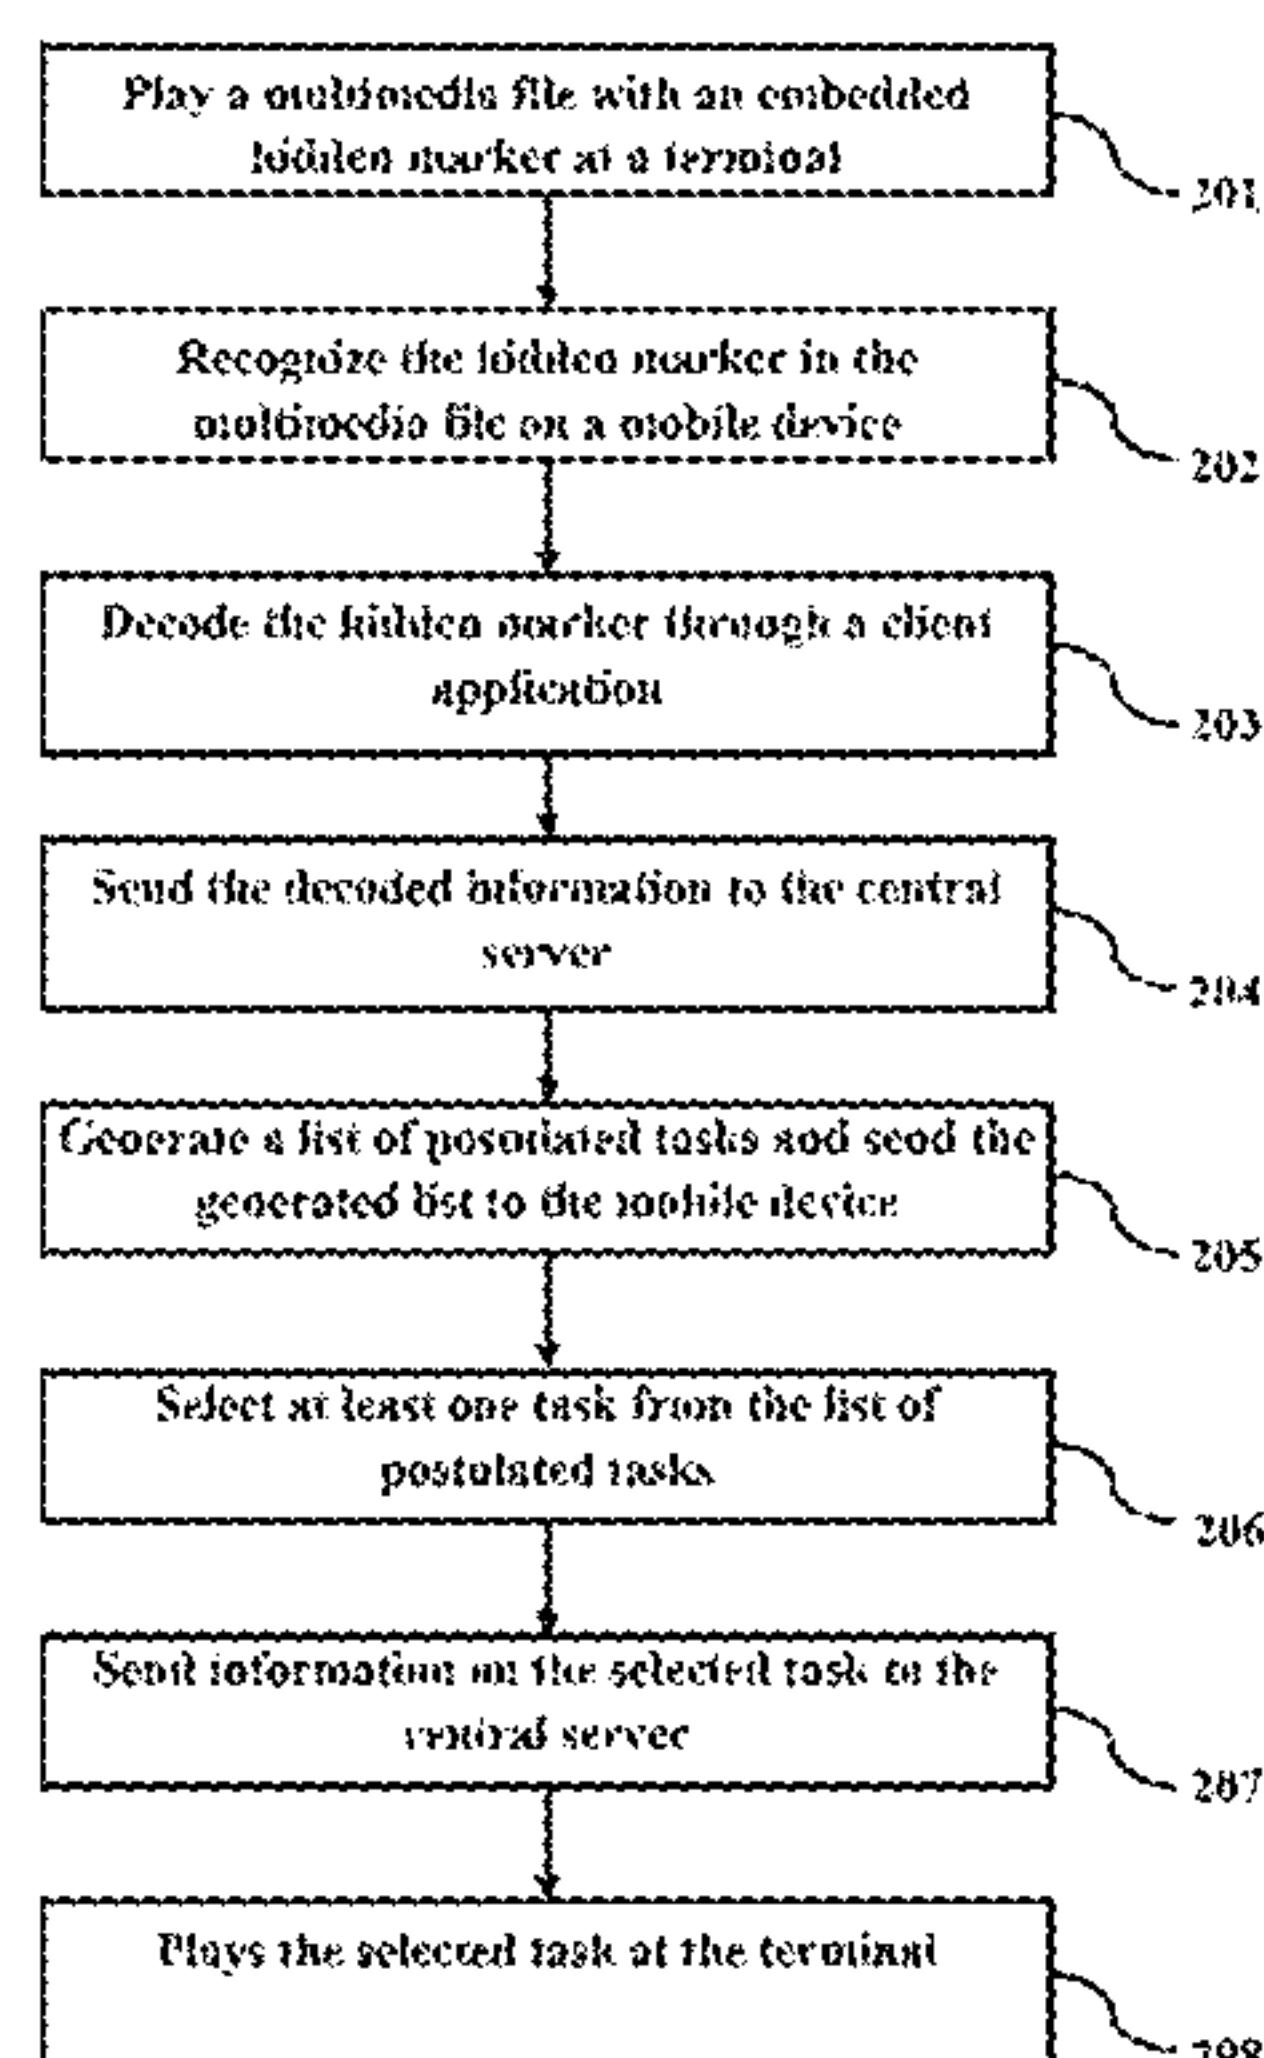 Play a multimedia file with an embedded
hidden marker at a terminal
201
Recognize the hidden marker in the
multimedia file on a mobile device
202
Decode the hidden marker through a client
application
203
Send the decoded information to the central
server
204
Generate a list of postulated tasks and send the
generated list to the mobile device
205
Select at least one task from the list of
postulated tasks
206
Send information on the selected task to the
central server
207
Plays the selected task at the terminal
208